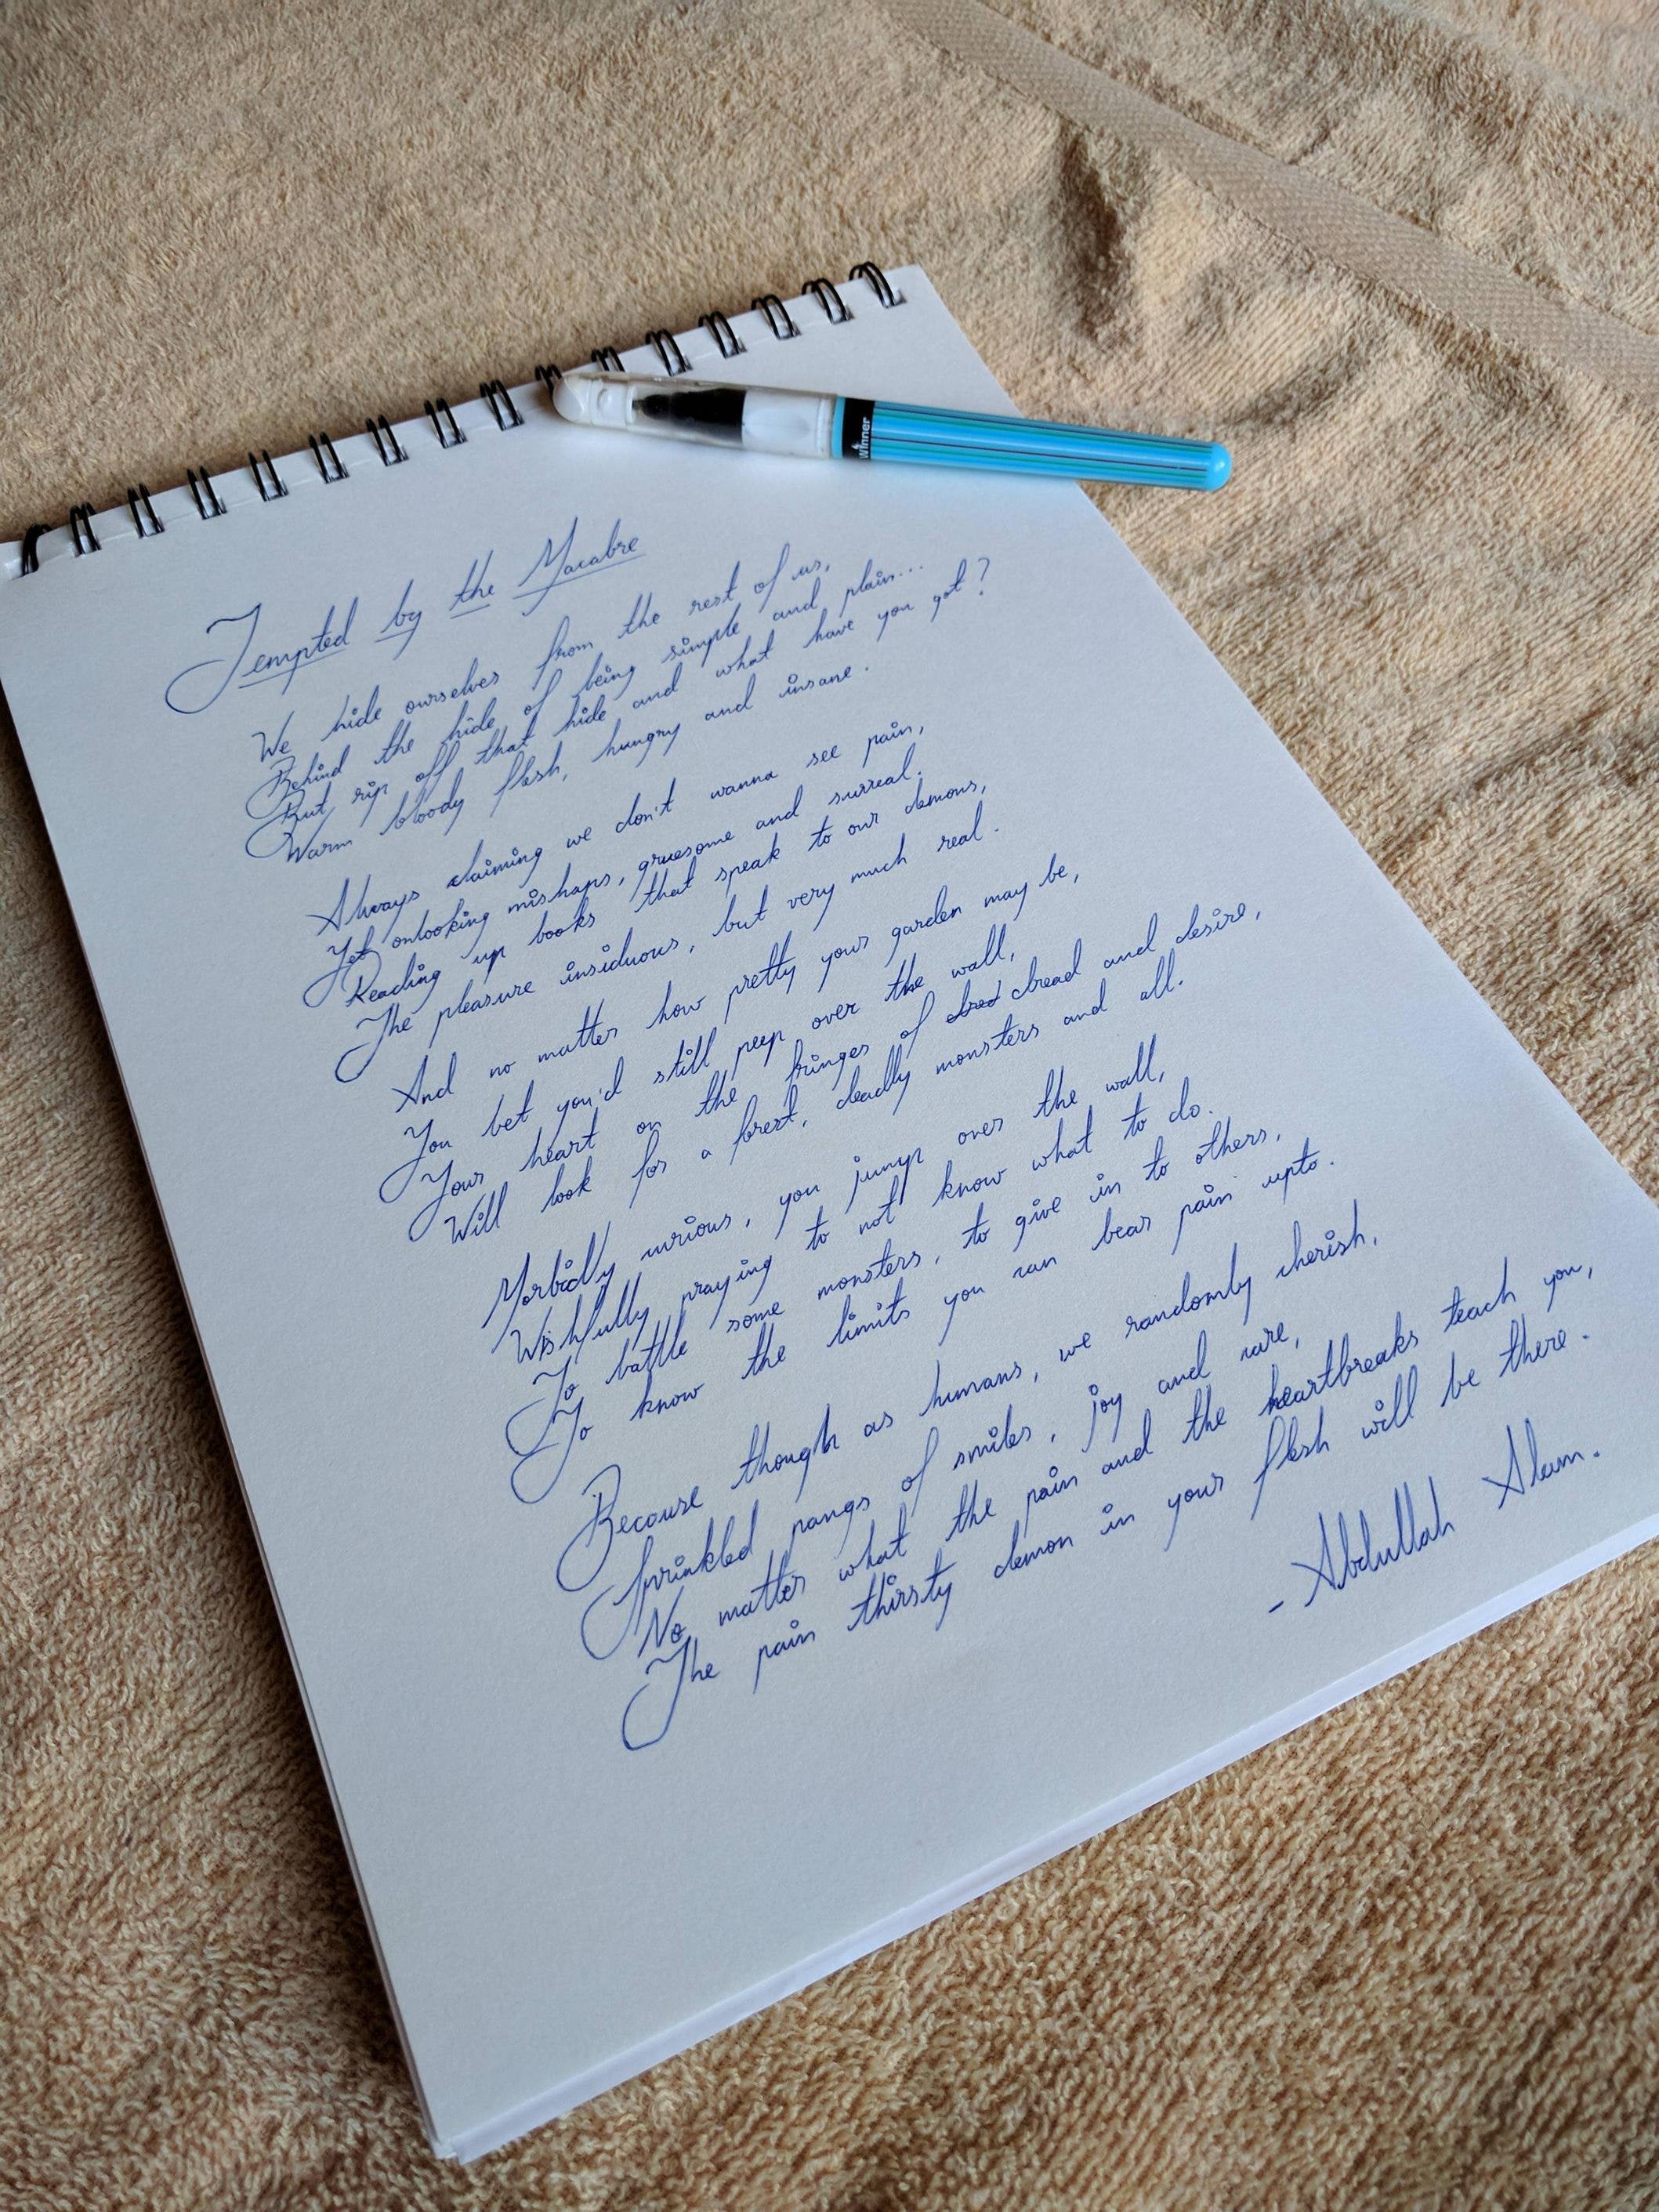 Winner
Tempted by the Macabre
We hide ourselves from the rest of us,
Behind the hide of being simple and plain...
But rip off that hide and what have you got?
Warm bloody flesh, hungry and insane.
Always claiming we don't wanna see pain,
Yet onlooking mishaps, gruesome and surreal.
Reading up books that speak to our demons,
The pleasure insiduous, but very much real.
And no matter how pretty your garden may be,
You bet you'd still peep over the wall,
Your heart on the fringes of dread and desire,
Will look for a forest, deadly monsters and all.
Morbidly curious, you jump over the wall,
Wishfully praying to not know what to do.
To battle some monsters, to give in to others,
To know the limits you can bear pain upto.
Because though as humans, we randomly cherish,
Sprinkled pangs of smiles, joy and care,
No matter what the pain and the heartbreaks teach you,
The pain thirsty demon in your flesh will be there.
- Abdullah Alam.